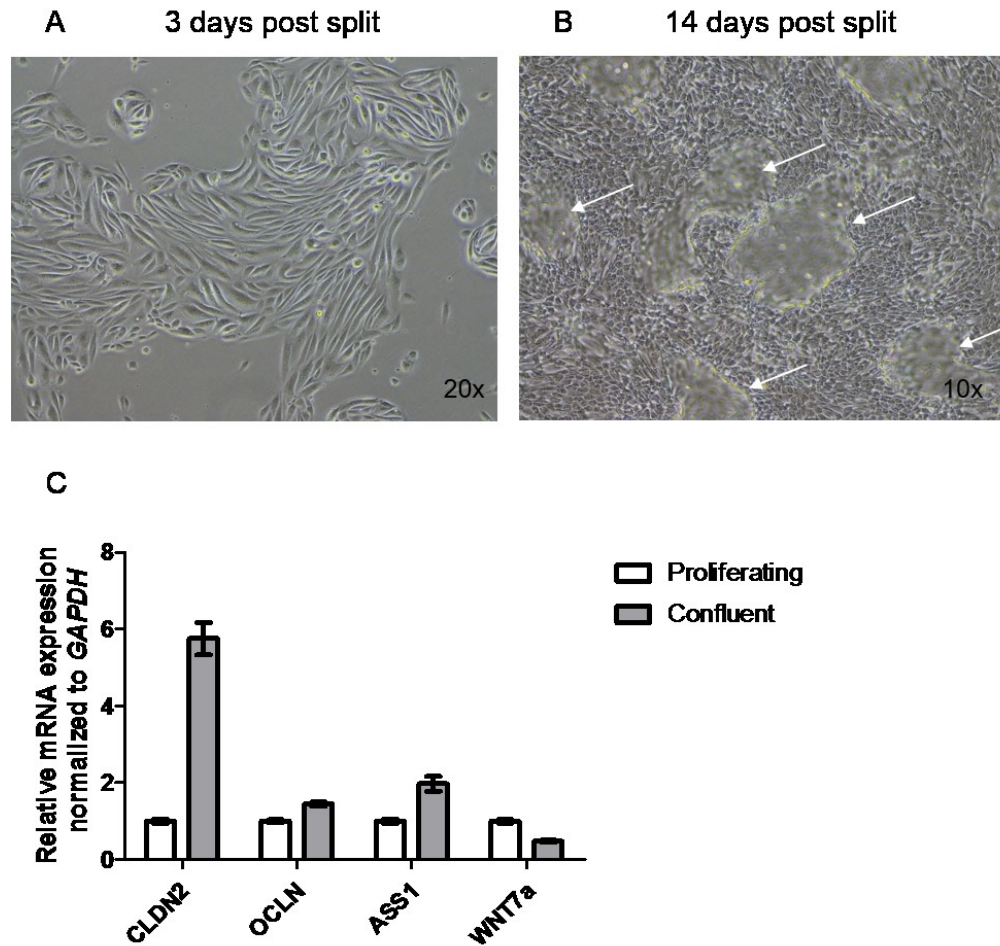 A 3 days post split
B 14 days post split
20x
10x
C
Relative mRNA expression
normalized to GAPDH
8
6
4
2
0
CLDN2
OCLN
ASS1
WNT7a
Proliferating
Confluent